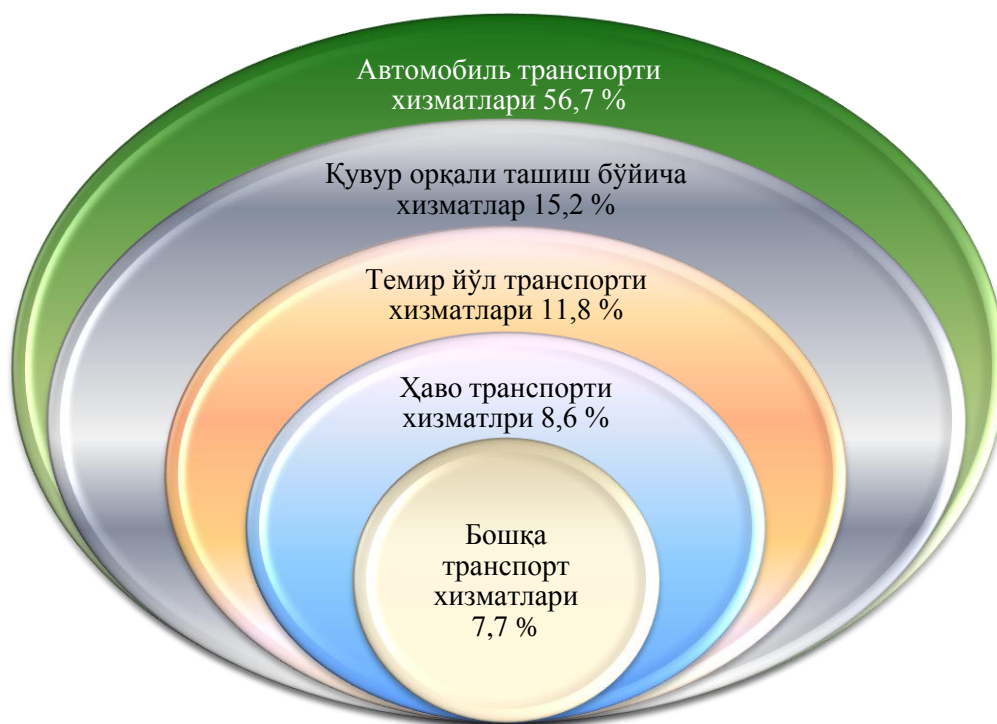 Автомобиль транспорти
хизматлари 56,7 %
Қувур орқали ташиш бўйича
хизматлар 15,2 %
Темир йўл транспорти
хизматлари 11,8 %
Ҳаво транспорти
хизматлри 8,6 %
Бошқа
транспорт
хизматлари
7,7 %